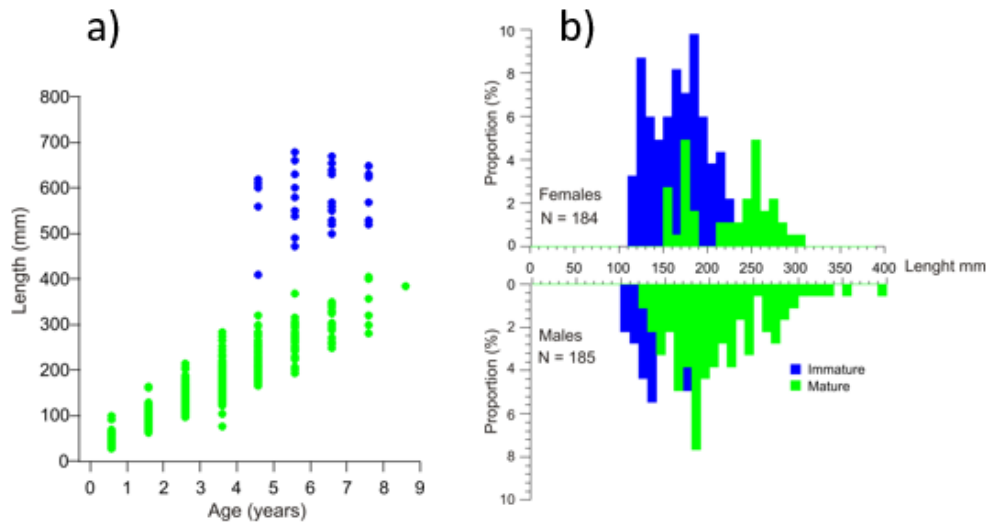 a)
800
700
600
500
400
300
200
100
0
Length (mm)
0 1 2 3 4 5 6 7 8 9
Age (years)
b)
10
8
6
4
2
0
Proportion (%)
Females
N = 184
0 50 100 150 200 250 300 350 400 Lenght mm
2
4
6
8
10
Proportion (%)
Males
N = 185
Immature
Mature